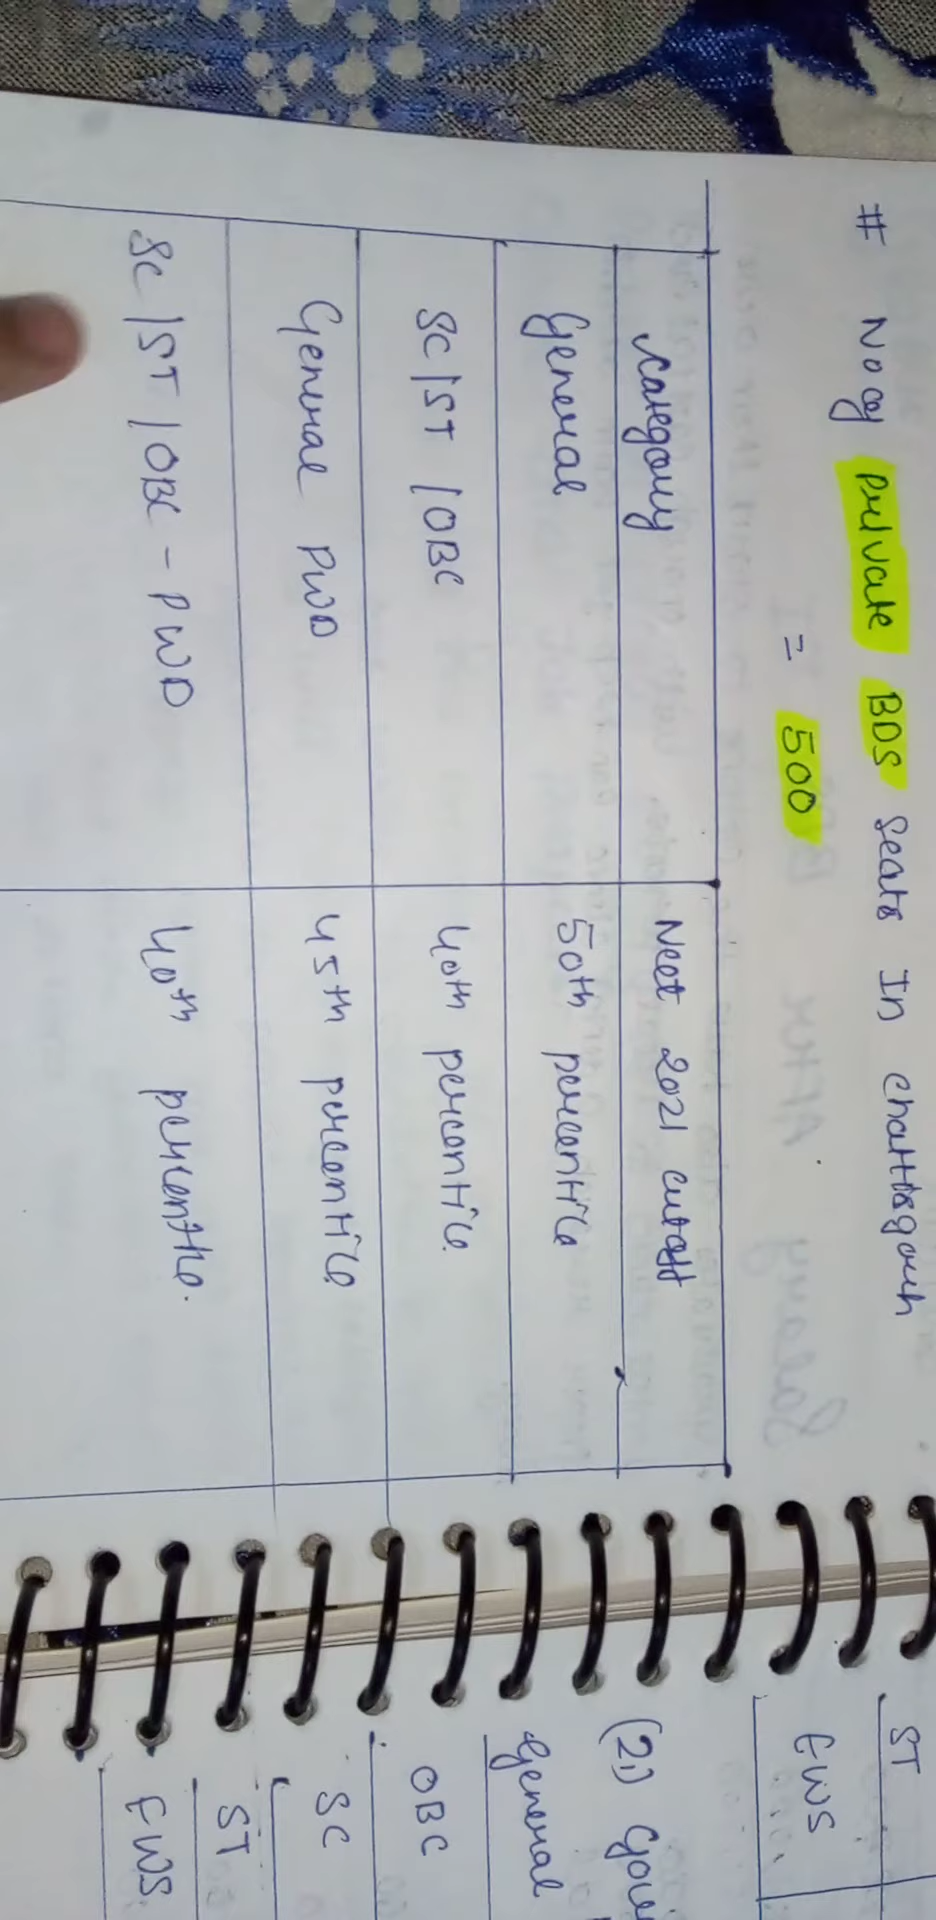 # No of private BDS seats In chattisgarh
= 500
Category Neet 2021 cutoff
General 50th percentile
SC/ST/OBC 40th percentile
General PWD 45th percentile
SC/ST/OBC-PWD 40th percentile.
ST
EWS
(2)
General
OBC
SC
ST
EWS